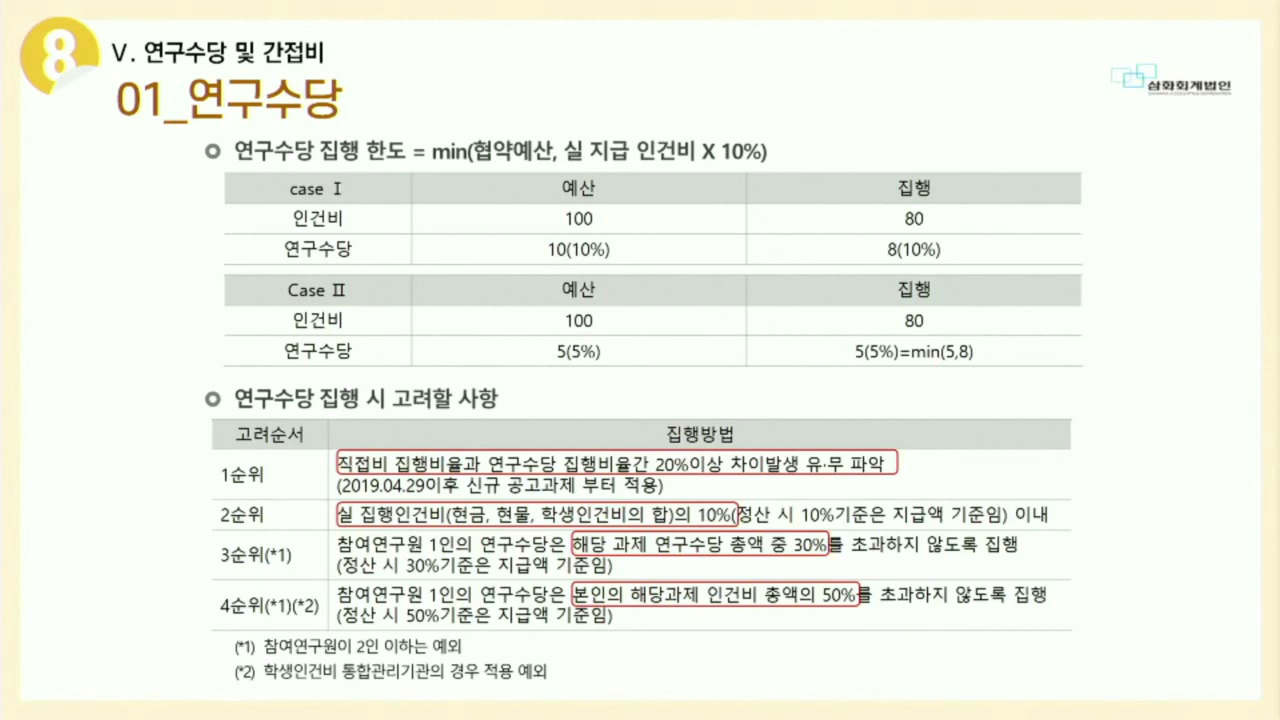 8
Ⅴ. 연구수당 및 간접비
01_연구수당
삼화회계법인
연구수당 집행 한도 = min(협약예산, 실 지급 인건비 X 10%)
case Ⅰ 예산 집행
인건비 100 80
연구수당 10(10%) 8(10%)
Case Ⅱ 예산 집행
인건비 100 80
연구수당 5(5%) 5(5%)=min(5,8)
연구수당 집행 시 고려할 사항
고려순서 집행방법
1순위 직접비 집행비율과 연구수당 집행비율간 20%이상 차이발생 유·무 파악
(2019.04.29이후 신규 공고과제 부터 적용)
2순위 실 집행인건비(현금, 현물, 학생인건비의 합)의 10%(정산 시 10%기준은 지급액 기준임) 이내
3순위(*1) 참여연구원 1인의 연구수당은 해당 과제 연구수당 총액 중 30%를 초과하지 않도록 집행
(정산 시 30%기준은 지급액 기준임)
4순위(*1)(*2) 참여연구원 1인의 연구수당은 본인의 해당과제 인건비 총액의 50%를 초과하지 않도록 집행
(정산 시 50%기준은 지급액 기준임)
(*1) 참여연구원이 2인 이하는 예외
(*2) 학생인건비 통합관리기관의 경우 적용 예외